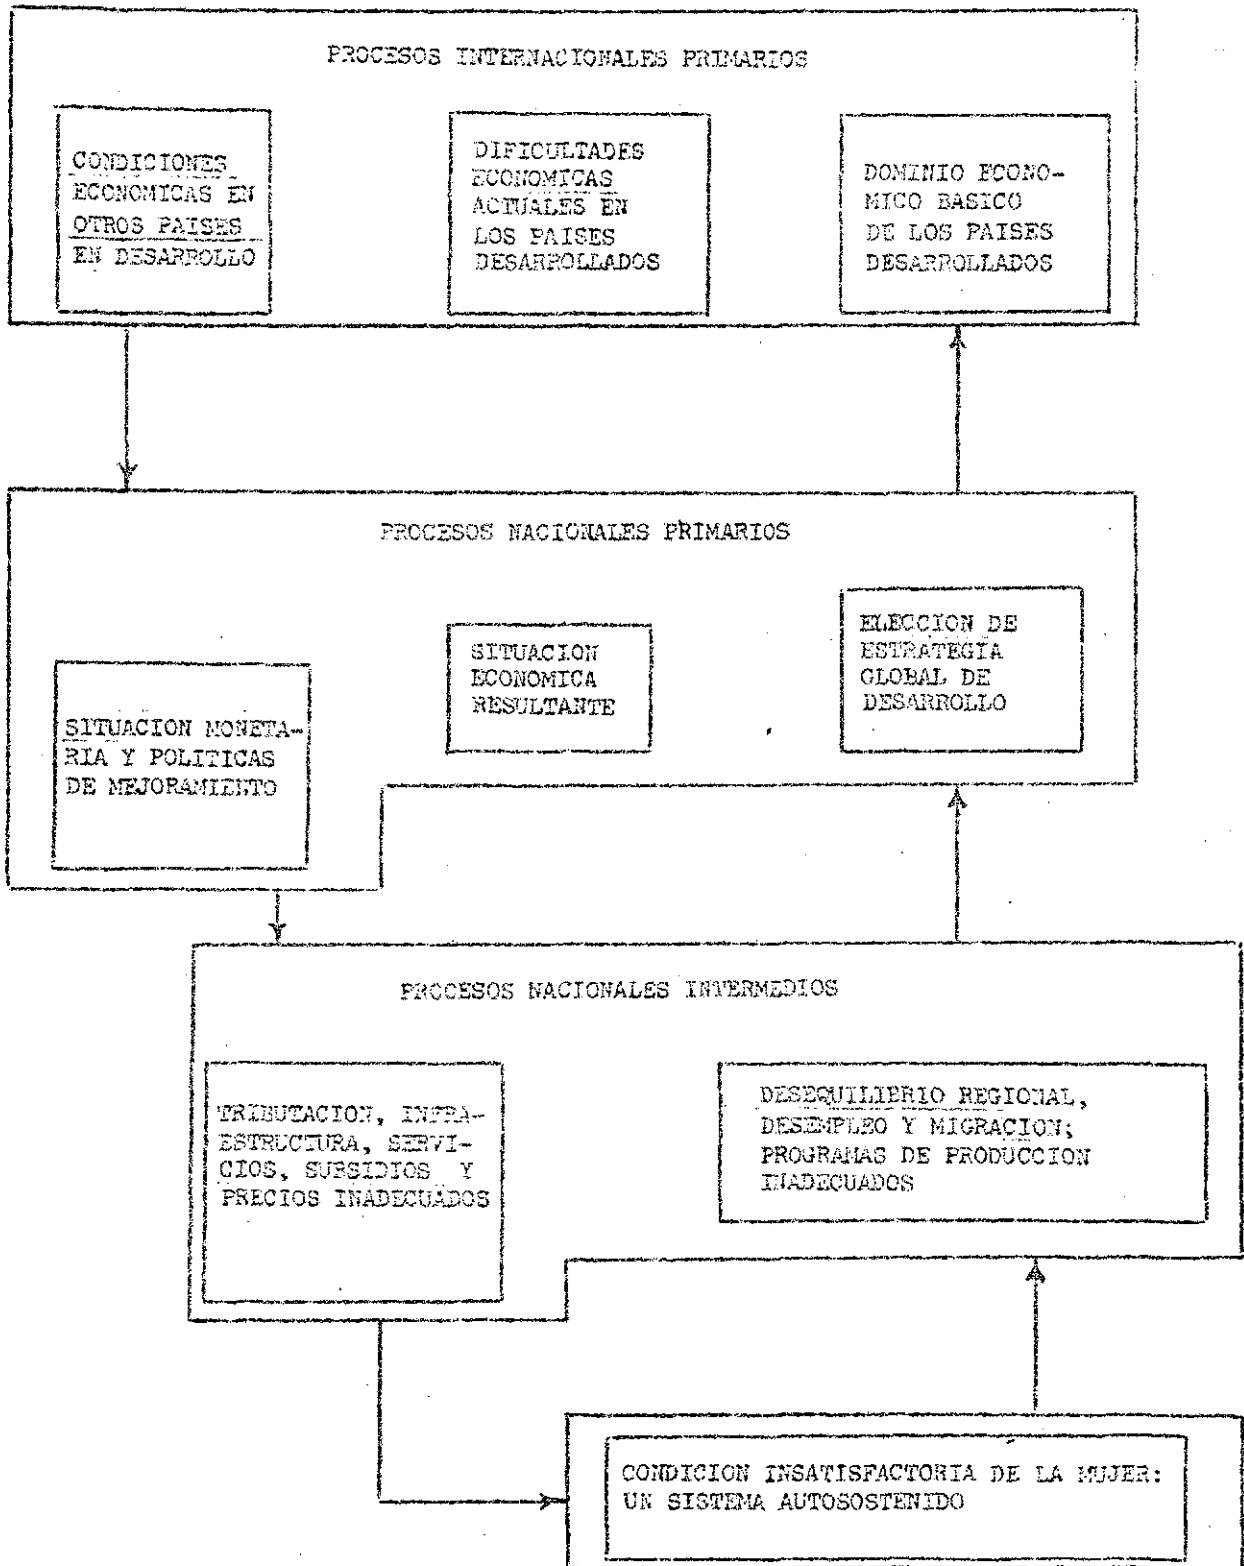 PROCESOS INTERNACIONALES PRIMARIOS
CONDICIONES
ECONOMICAS EN
OTROS PAISES
EN DESARROLLO
DIFICULTADES
ECONOMICAS
ACTUALES EN
LOS PAISES
DESARROLLADOS
DOMINIO ECONO-
MICO BASICO
DE LOS PAISES
DESARROLLADOS
PROCESOS NACIONALES PRIMARIOS
SITUACION MONETA-
RIA Y POLITICAS
DE MEJORAMIENTO
SITUACION
ECONOMICA
RESULTANTE
ELECCION DE
ESTRATEGIA
GLOBAL DE
DESARROLLO
PROCESOS NACIONALES INTERMEDIOS
TRIBUTACION, INFRA-
ESTRUCTURA, SERVI-
CIOS, SUBSIDIOS Y
PRECIOS INADECUADOS
DESEQUILIBRIO REGIONAL,
DESEMPLEO Y MIGRACION;
PROGRAMAS DE PRODUCCION
INADECUADOS
CONDICION INSATISFACTORIA DE LA MUJER:
UN SISTEMA AUTOSOSTENIDO